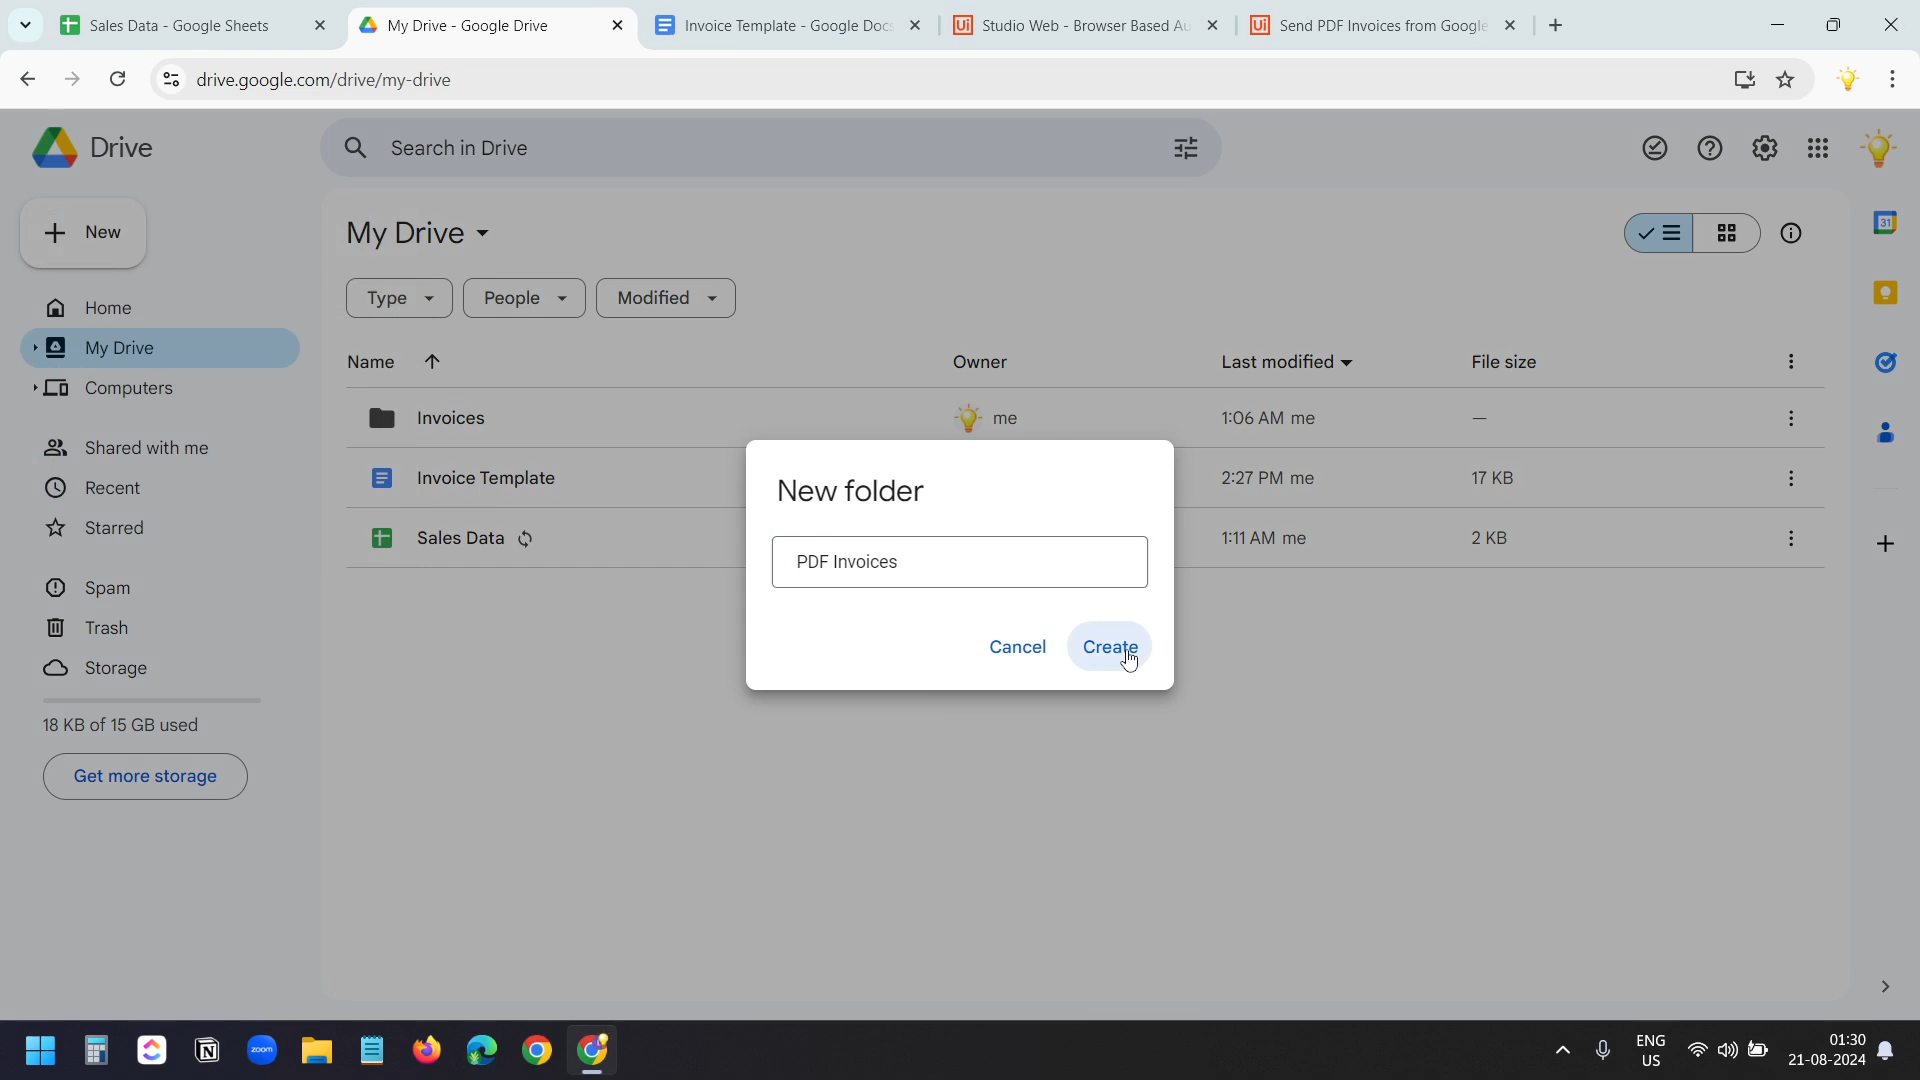 Sales Data - Google Sheets
My Drive - Google Drive
Invoice Template - Google Docs
Studio Web - Browser Based Au
Send PDF Invoices from Google
drive.google.com/drive/my-drive
Drive
Search in Drive
New
My Drive
31
Home
My Drive
Computers
Shared with me
Recent
Starred
Spam
Trash
Storage
18 KB of 15 GB used
Get more storage
Type
People
Modified
Name
Owner
Last modified
File size
Invoices
me
1:06 AM me
—
Invoice Template
2:27 PM me
17 KB
Sales Data
1:11 AM me
2 KB
New folder
PDF Invoices
Cancel
Create
zoom
ENG
US
01:30
21-08-2024